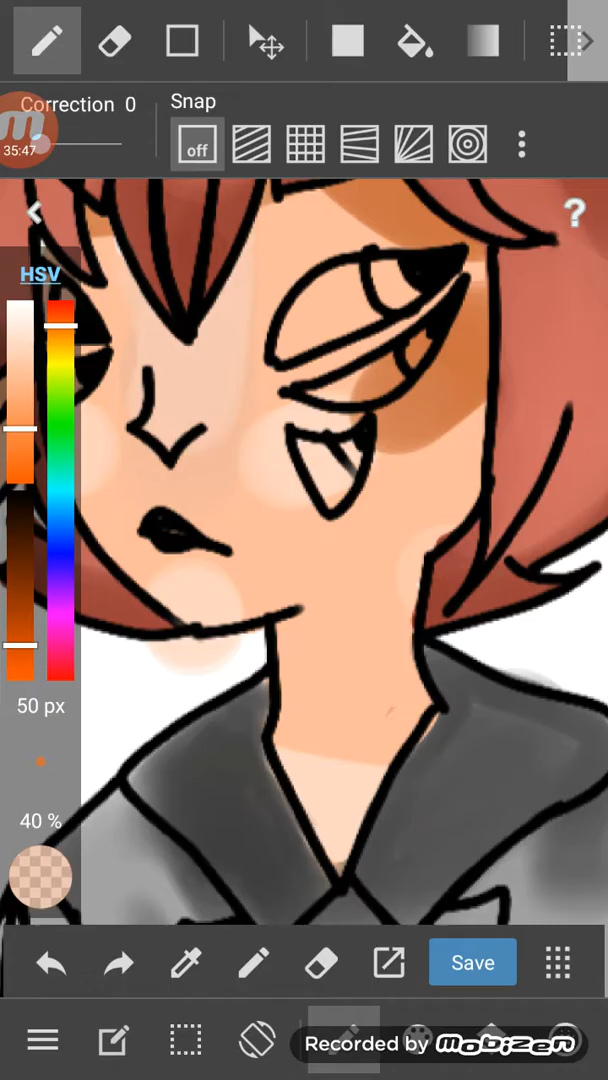 Correction 0
Snap
off
m
35:47
?
HSV
50 px
40 %
Save
Recorded by mobizen